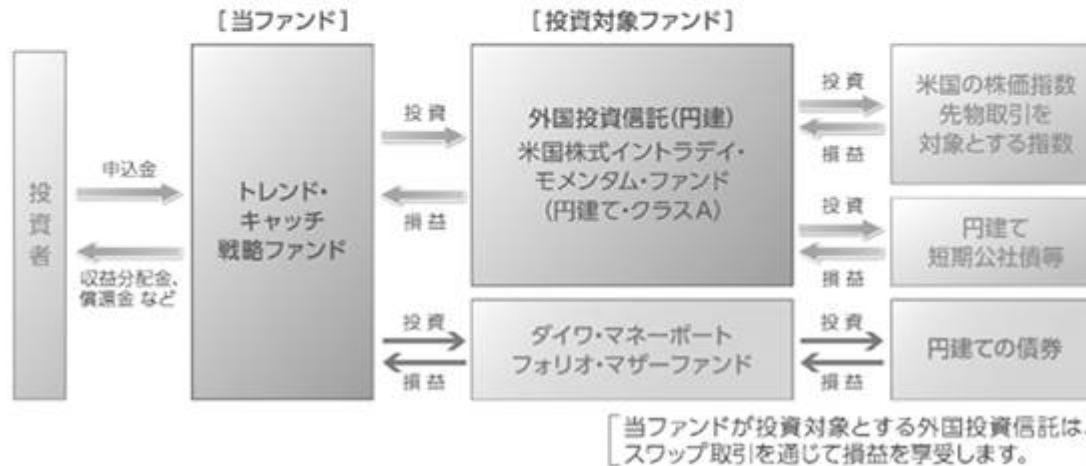 [当ファンド]
[投資対象ファンド]
投資者
申込金
収益分配金、
償還金 など
トレンド・
キャッチ
戦略ファンド
投資
損益
外国投資信託(円建)
米国株式イントラデイ・
モメンタム・ファンド
(円建て・クラスA)
投資
損益
米国の株価指数
先物取引を
対象とする指数
投資
損益
円建て
短期公社債等
投資
損益
ダイワ・マネーポート
フォリオ・マザーファンド
投資
損益
円建ての債券
当ファンドが投資対象とする外国投資信託は、
スワップ取引を通じて損益を享受します。